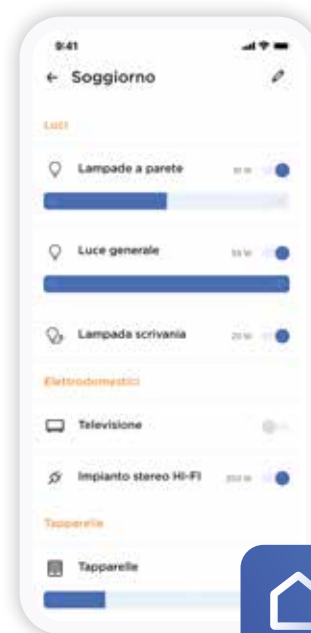 9:41
← Soggiorno
Luci
Lampade a parete
Luce generale
Lampada scrivania
Elettrodomestici
Televisione
Impianto stereo HI-FI
Tapparelle
Tapparelle